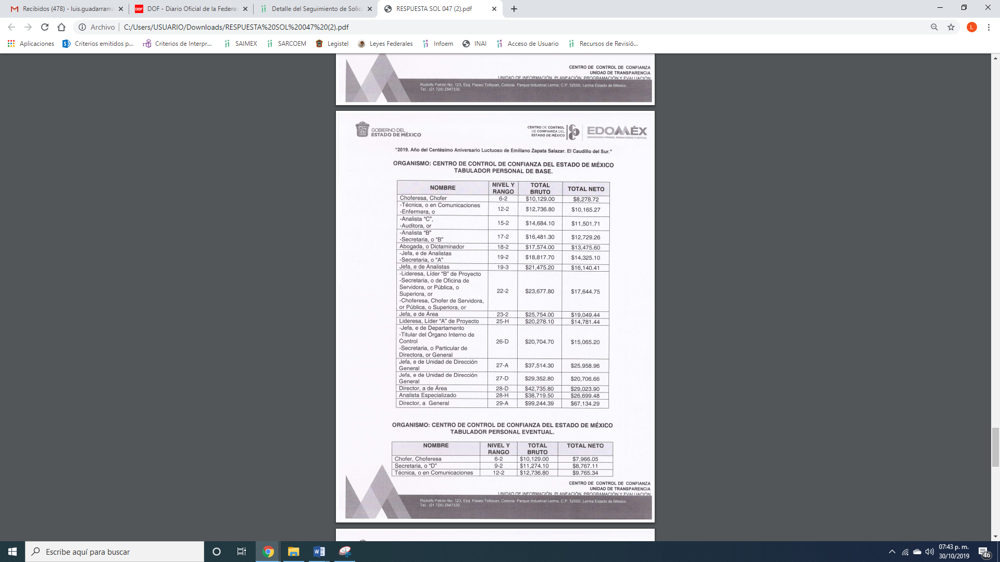 Recibidos (478) - luis.guadarrama
DOF - Diario Oficial de la Federac
Detalle del Seguimiento de Solici
RESPUESTA SOL 047 (2).pdf
Archivo C:/Users/USUARIO/Downloads/RESPUESTA%20SOL%20047%20(2).pdf
L
Aplicaciones Criterios emitidos p... Criterios de Interpr... SAIMEX SARCOEM Legistel Leyes Federales Infoem INAI Acceso de Usuario Recursos de Revisió...
CENTRO DE CONTROL DE CONFIANZA
UNIDAD DE TRANSPARENCIA
UNIDAD DE INFORMACIÓN, PLANEACIÓN, PROGRAMACIÓN Y EVALUACIÓN
Rodolfo Patrón No. 123, Esq. Paseo Tollocan, Colonia Parque Industrial Lerma, C.P. 52000, Lerma Estado de México.
Tel.: (01 728) 2847330.
GOBIERNO DEL
ESTADO DE MÉXICO
CENTRO DE CONTROL
DE CONFIANZA DEL
ESTADO DE MÉXICO
EDOMÉX
DECISIONES FIRMES, RESULTADOS FUERTES.
"2019. Año del Centésimo Aniversario Luctuoso de Emiliano Zapata Salazar. El Caudillo del Sur."
ORGANISMO: CENTRO DE CONTROL DE CONFIANZA DEL ESTADO DE MÉXICO
TABULADOR PERSONAL DE BASE.
NOMBRE NIVEL Y RANGO TOTAL BRUTO TOTAL NETO
Choferesa, Chofer 6-2 $10,129.00 $8,278.72
-Técnica, o en Comunicaciones
-Enfermera, o 12-2 $12,736.80 $10,165.27
-Analista "C",
-Auditora, or 15-2 $14,684.10 $11,501.71
-Analista "B"
-Secretaria, o "B" 17-2 $16,481.30 $12,729.26
Abogada, o Dictaminador 18-2 $17,574.00 $13,475.60
-Jefa, e de Analistas
-Secretaria, o "A" 19-2 $18,817.70 $14,325.10
Jefa, e de Analistas 19-3 $21,475.20 $16,140.41
-Lideresa, Líder "B" de Proyecto
-Secretaria, o de Oficina de
Servidora, or Pública, o
Superiora, or 22-2 $23,677.80 $17,644.75
-Choferesa, Chofer de Servidora,
or Pública, o Superiora, or
Jefa, e de Área 23-2 $25,754.00 $19,049.44
Lideresa, Líder "A" de Proyecto 25-H $20,278.10 $14,781.44
-Jefa, e de Departamento
-Titular del Órgano Interno de
Control 26-D $20,704.70 $15,065.20
-Secretaria, o Particular de
Directora, or General
Jefa, e de Unidad de Dirección
General 27-A $37,514.30 $25,958.96
Jefa, e de Unidad de Dirección
General 27-D $29,352.80 $20,706.66
Director, a de Área 28-D $42,735.80 $29,023.90
Analista Especializado 28-H $38,719.50 $26,699.48
Director, a General 29-A $99,244.39 $67,134.29
ORGANISMO: CENTRO DE CONTROL DE CONFIANZA DEL ESTADO DE MÉXICO
TABULADOR PERSONAL EVENTUAL.
NOMBRE NIVEL Y RANGO TOTAL BRUTO TOTAL NETO
Chofer, Choferesa 6-2 $10,129.00 $7,966.05
Secretaria, o "D" 9-2 $11,274.10 $8,767.11
Técnica, o en Comunicaciones 12-2 $12,736.80 $9.765.34
CENTRO DE CONTROL DE CONFIANZA
UNIDAD DE TRANSPARENCIA
UNIDAD DE INFORMACIÓN, PLANEACIÓN, PROGRAMACIÓN Y EVALUACIÓN
Rodolfo Patrón No. 123, Esq. Paseo Tollocan, Colonia Parque Industrial Lerma, C.P. 52000, Lerma Estado de México.
Tel.: (01 728) 2847330.
Escribe aquí para buscar
07:43 p. m.
30/10/2019
46